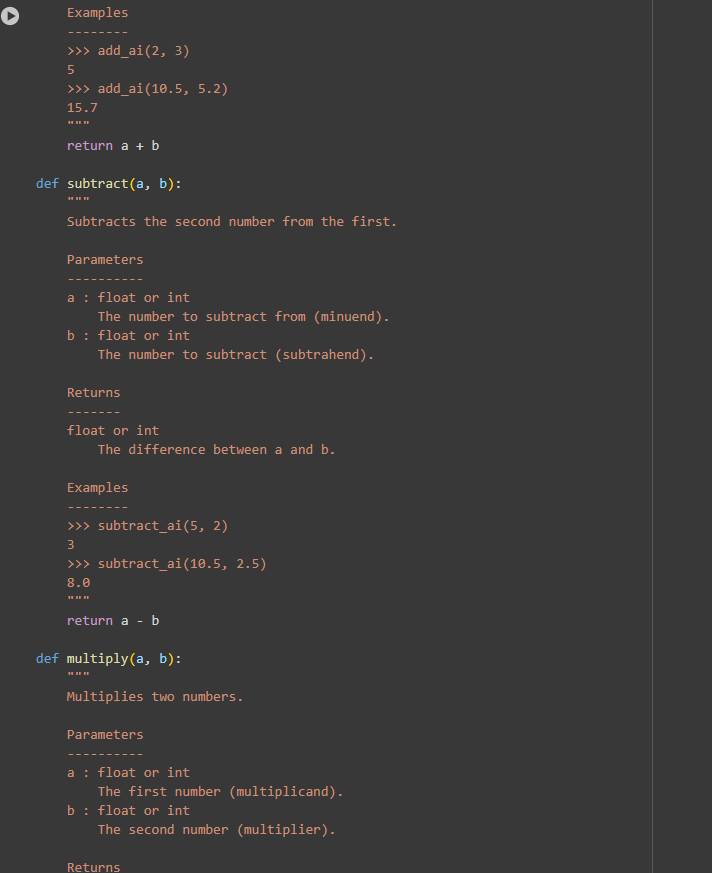 Examples
    --------
    >>> add_ai(2, 3)
    5
    >>> add_ai(10.5, 5.2)
    15.7
    """
    return a + b

def subtract(a, b):
    """
    Subtracts the second number from the first.

    Parameters
    ----------
    a : float or int
        The number to subtract from (minuend).
    b : float or int
        The number to subtract (subtrahend).

    Returns
    -------
    float or int
        The difference between a and b.

    Examples
    --------
    >>> subtract_ai(5, 2)
    3
    >>> subtract_ai(10.5, 2.5)
    8.0
    """
    return a - b

def multiply(a, b):
    """
    Multiplies two numbers.

    Parameters
    ----------
    a : float or int
        The first number (multiplicand).
    b : float or int
        The second number (multiplier).

    Returns